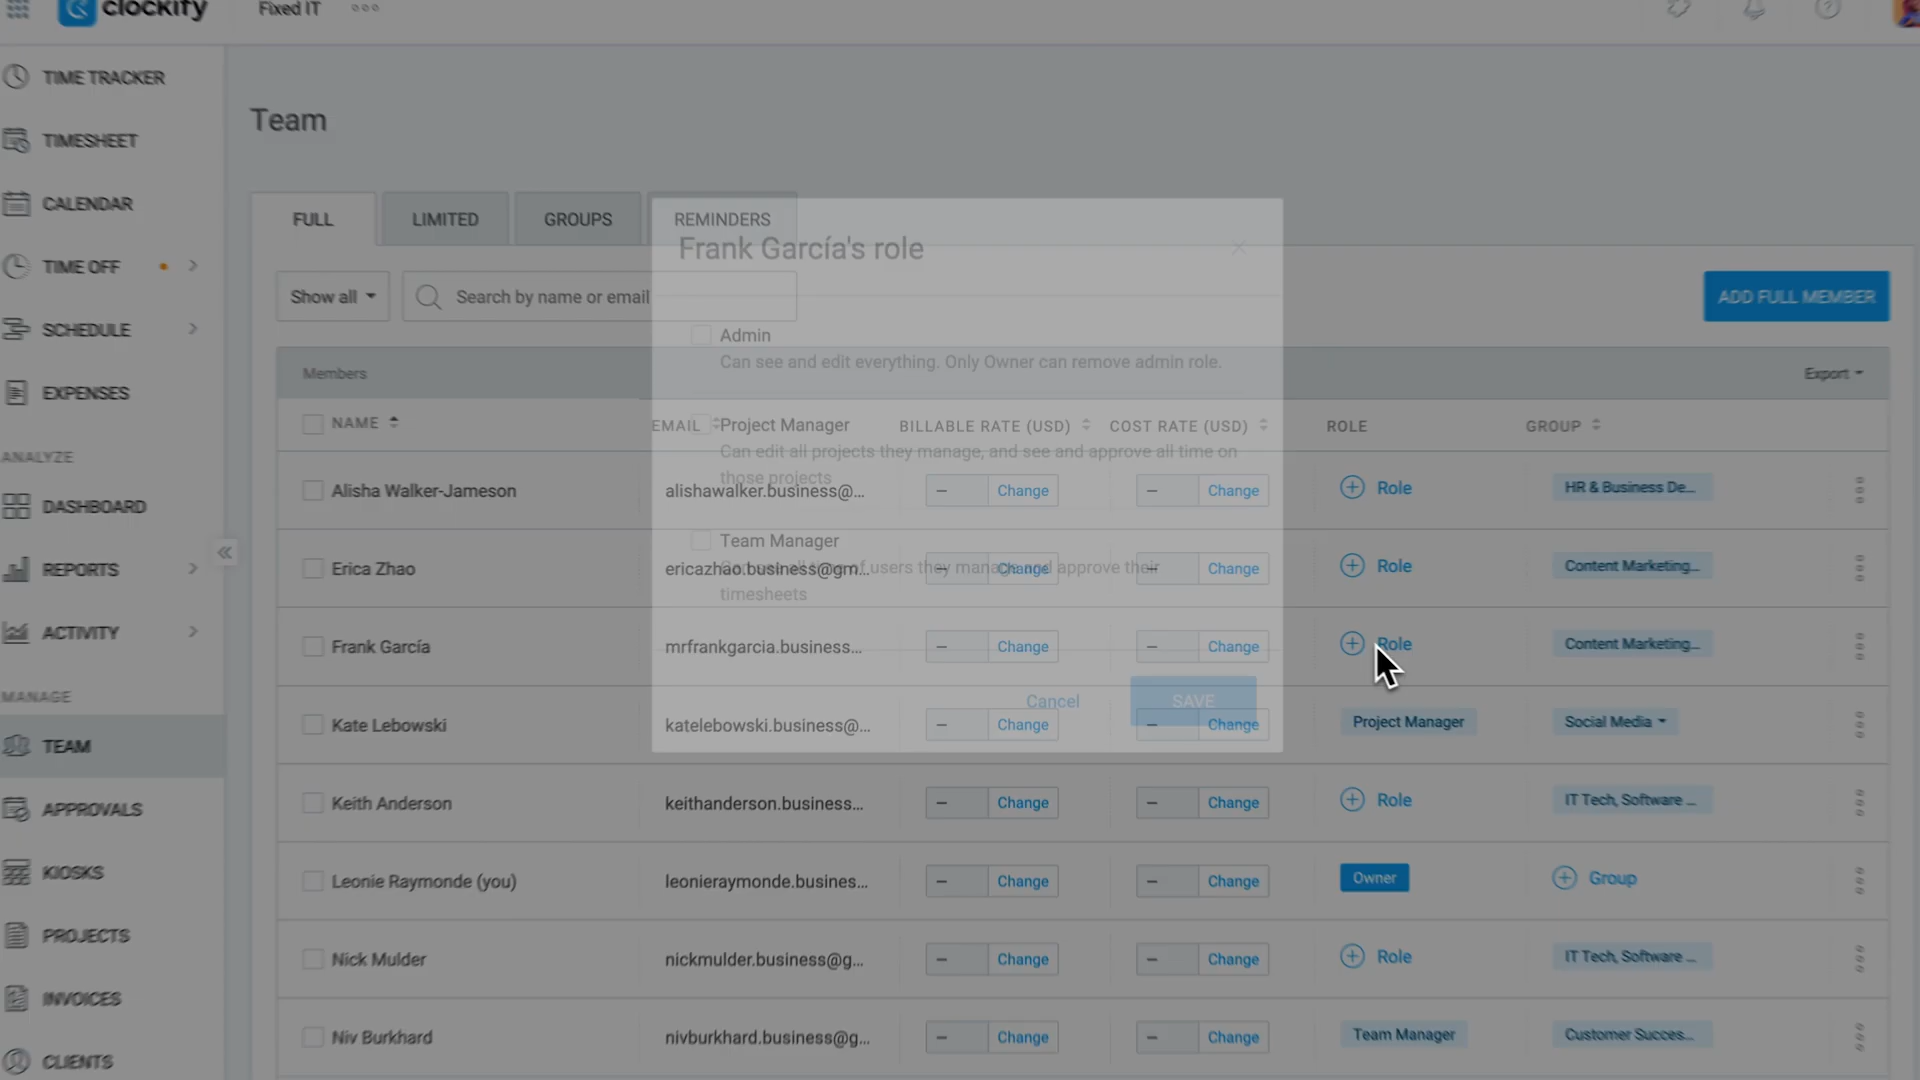 clockify
Fixed IT
TIME TRACKER
TIMESHEET
CALENDAR
TIME OFF
SCHEDULE
EXPENSES
ANALYZE
DASHBOARD
REPORTS
ACTIVITY
MANAGE
TEAM
APPROVALS
KIOSKS
PROJECTS
INVOICES
CLIENTS
Team
FULL LIMITED GROUPS REMINDERS
Show all Search by name or email ADD FULL MEMBER
Members Export
NAME EMAIL BILLABLE RATE (USD) COST RATE (USD) ROLE GROUP
Alisha Walker-Jameson alishawalker.business@... – Change – Change Role HR & Business De...
Erica Zhao ericazhao.business@gm... – Change – Change Role Content Marketing...
Frank García mrfrankgarcia.business... – Change – Change Role Content Marketing...
Kate Lebowski katelebowski.business@... – Change – Change Project Manager Social Media
Keith Anderson keithanderson.business... – Change – Change Role IT Tech, Software ...
Leonie Raymonde (you) leonieraymonde.busines... – Change – Change Owner Group
Nick Mulder nickmulder.business@g... – Change – Change Role IT Tech, Software ...
Niv Burkhard nivburkhard.business@g... – Change – Change Team Manager Customer Succes...
Frank García's role
Admin
Can see and edit everything. Only Owner can remove admin role.
Project Manager
Can edit all projects they manage, and see and approve all time on
those projects
Team Manager
of users they manage and approve their
timesheets
Cancel SAVE